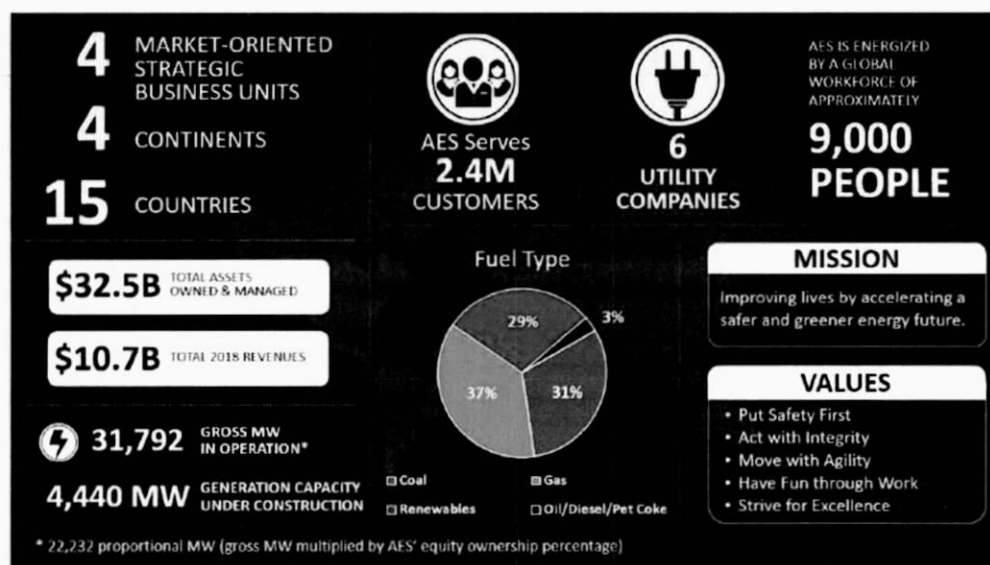 4 MARKET-ORIENTED
STRATEGIC
BUSINESS UNITS
4 CONTINENTS
15 COUNTRIES
AES Serves
2.4M
CUSTOMERS
6
UTILITY
COMPANIES
AES IS ENERGIZED
BY A GLOBAL
WORKFORCE OF
APPROXIMATELY
9,000
PEOPLE
$32.5B TOTAL ASSETS
OWNED & MANAGED
$10.7B TOTAL 2018 REVENUES
31,792 GROSS MW
IN OPERATION*
4,440 MW GENERATION CAPACITY
UNDER CONSTRUCTION
Fuel Type
29%
3%
37%
31%
Coal
Gas
Renewables
Oil/Diesel/Pet Coke
MISSION
Improving lives by accelerating a
safer and greener energy future.
VALUES
• Put Safety First
• Act with Integrity
• Move with Agility
• Have Fun through Work
• Strive for Excellence
* 22,232 proportional MW (gross MW multiplied by AES' equity ownership percentage)